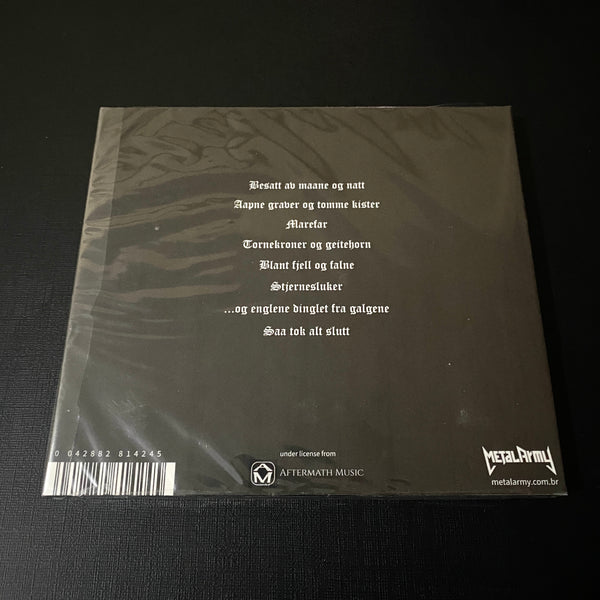 Besatt av maane og natt
Aapne graver og tomme kister
Marefar
Tornekroner og geitehorn
Blant fjell og falne
Stjernesluker
...og englene dinglet fra galgene
Saa tok alt slutt
0 042882 814245
under license from
AFTERMATH MUSIC
METALARMY
metalarmy.com.br